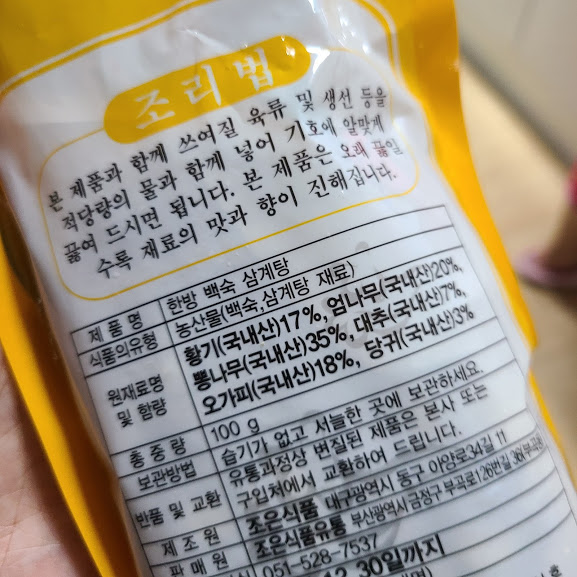 조리법
본 제품과 함께 쓰여질 육류 및 생선 등을
적당량의 물과 함께 넣어 기호에 알맞게
끓여 드시면 됩니다. 본 제품은 오래 끓일
수록 재료의 맛과 향이 진해집니다.
제품명 한방 백숙 삼계탕
식품의유형 농산물(백숙,삼계탕 재료)
원재료명 및 함량 황기(국내산)17%, 엄나무(국내산)20%,
뽕나무(국내산)35%, 대추(국내산)7%,
오가피(국내산)18%, 당귀(국내산)3%
총중량 100 g
보관방법 습기가 없고 서늘한 곳에 보관하세요.
반품 및 교환 유통과정상 변질된 제품은 본사 또는
구입처에서 교환하여 드립니다.
제조원 조은식품 대구광역시 동구 아양로34길 11
판매원 조은식품유통 부산광역시 금정구 부곡로126번길 36(부곡동)
051-528-7537
12.30일까지